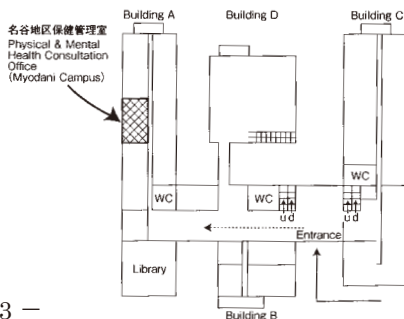 Building A
Building D
Building C
名谷地区保健管理室
Physical & Mental
Health Consultation
Office
(Myodani Campus)
WC
WC
WC
u d
u d
Entrance
Library
Building B
3 −